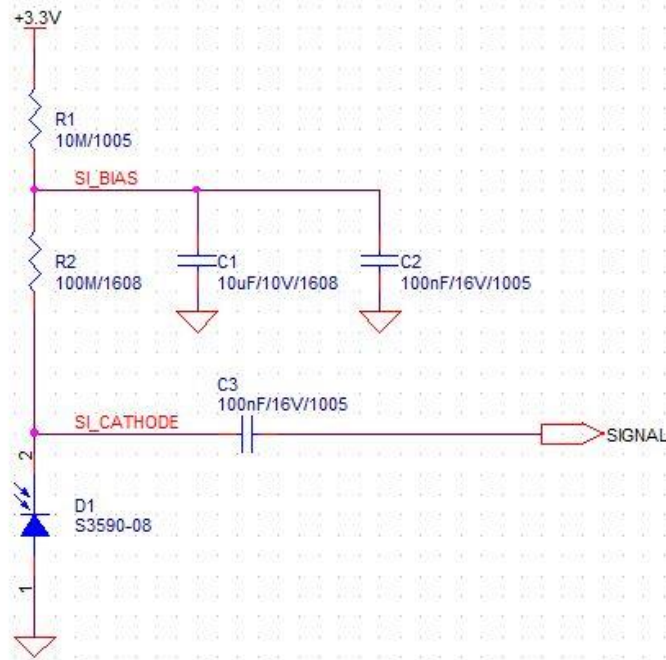 +3.3V
R1
10M/1005
SI_BIAS
R2
100M/1608
C1
10uF/10V/1608
C2
100nF/16V/1005
C3
100nF/16V/1005
SI_CATHODE
SIGNAL
2
D1
S3590-08
1